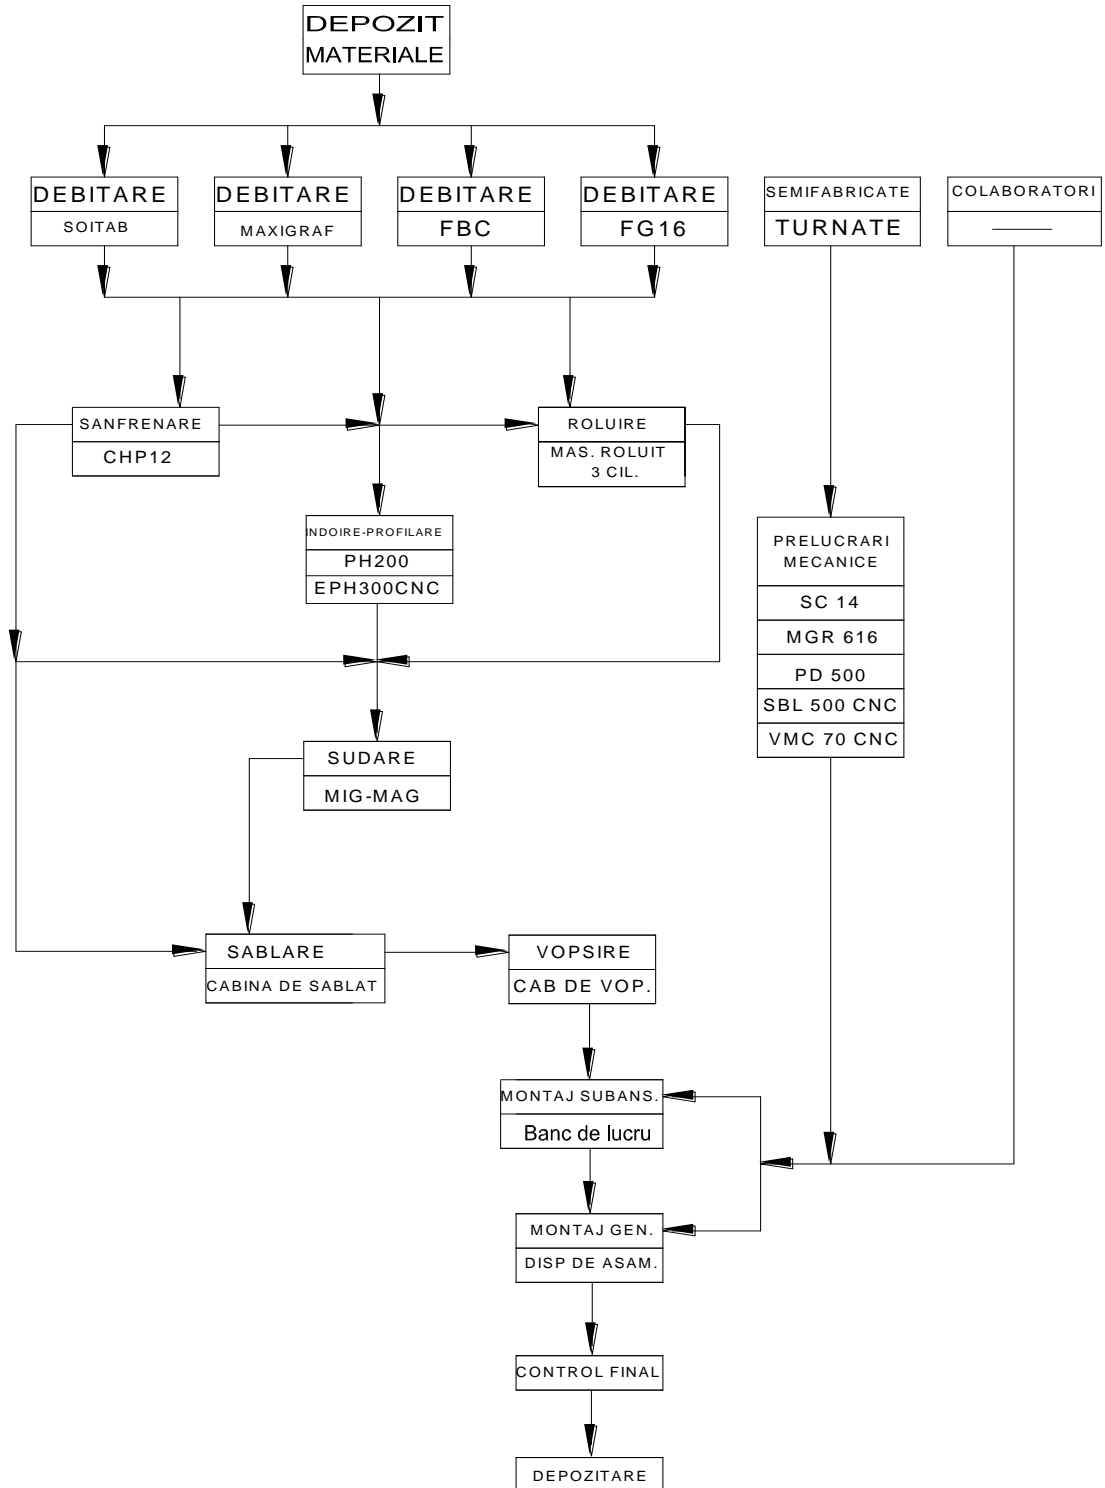 DEPOZIT
MATERIALE
DEBITARE
SOITAB
DEBITARE
MAXIGRAF
DEBITARE
FBC
DEBITARE
FG16
SEMIFABRICATE
TURNATE
COLABORATORI
SANFRENARE
CHP12
ROLUIRE
MAS. ROLUIT
3 CIL.
INDOIRE-PROFILARE
PH200
EPH300CNC
PRELUCRARI
MECANICE
SC 14
MGR 616
PD 500
SBL 500 CNC
VMC 70 CNC
SUDARE
MIG-MAG
SABLARE
CABINA DE SABLAT
VOPSIRE
CAB DE VOP.
MONTAJ SUBANS.
Banc de lucru
MONTAJ GEN.
DISP DE ASAM.
CONTROL FINAL
DEPOZITARE